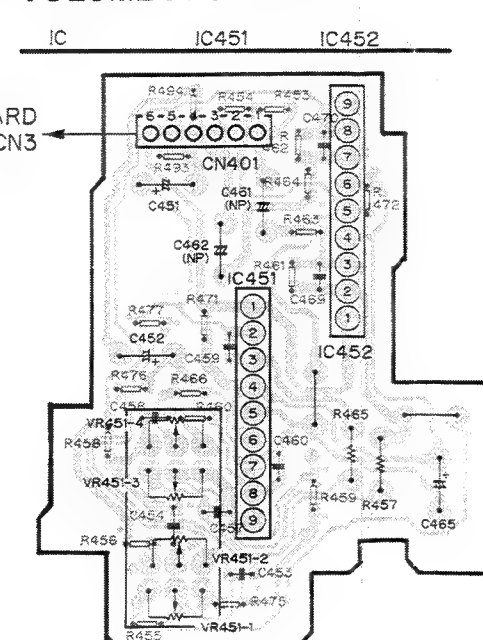 IC IC451 IC452
R494 R454 R453
ARD
CN3
6-5-4-3-2-1
9
8
7
6
5
4
3
2
1
C470
CN401
R493
C461
(NP)
R464
C451
R463
C462
(NP)
R461
IC451
C469
R471
R477
C452
C459
IC452
1
2
3
4
5
6
7
8
9
R476
R466
C458
R460
VR451-4
R465
R458
C460
VR451-3
R459
R457
C454
C465
R456
VR451-2
C453
R475
R455
VR451-1